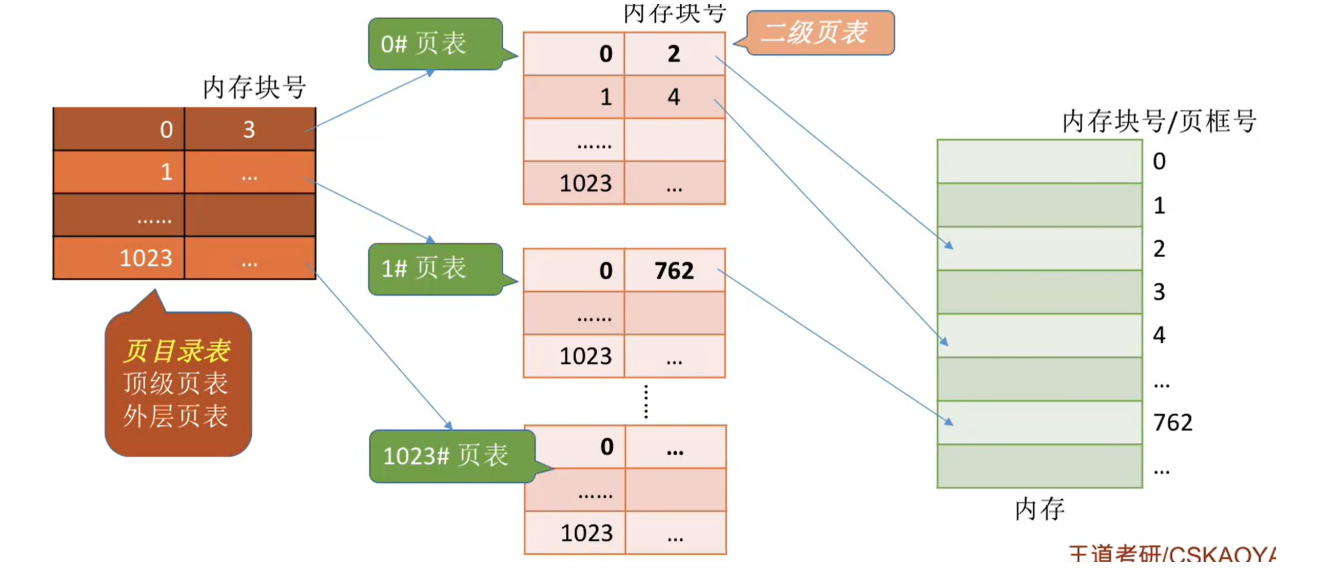 内存块号
0 3
1 ...
......
1023 ...
页目录表
顶级页表
外层页表
0# 页表
内存块号
二级页表
0 2
1 4
......
1023 ...
1# 页表
0 762
......
1023 ...
1023# 页表
0 ...
......
1023 ...
内存块号/页框号
0
1
2
3
4
...
762
...
内存
王道考研/CSKAOYA